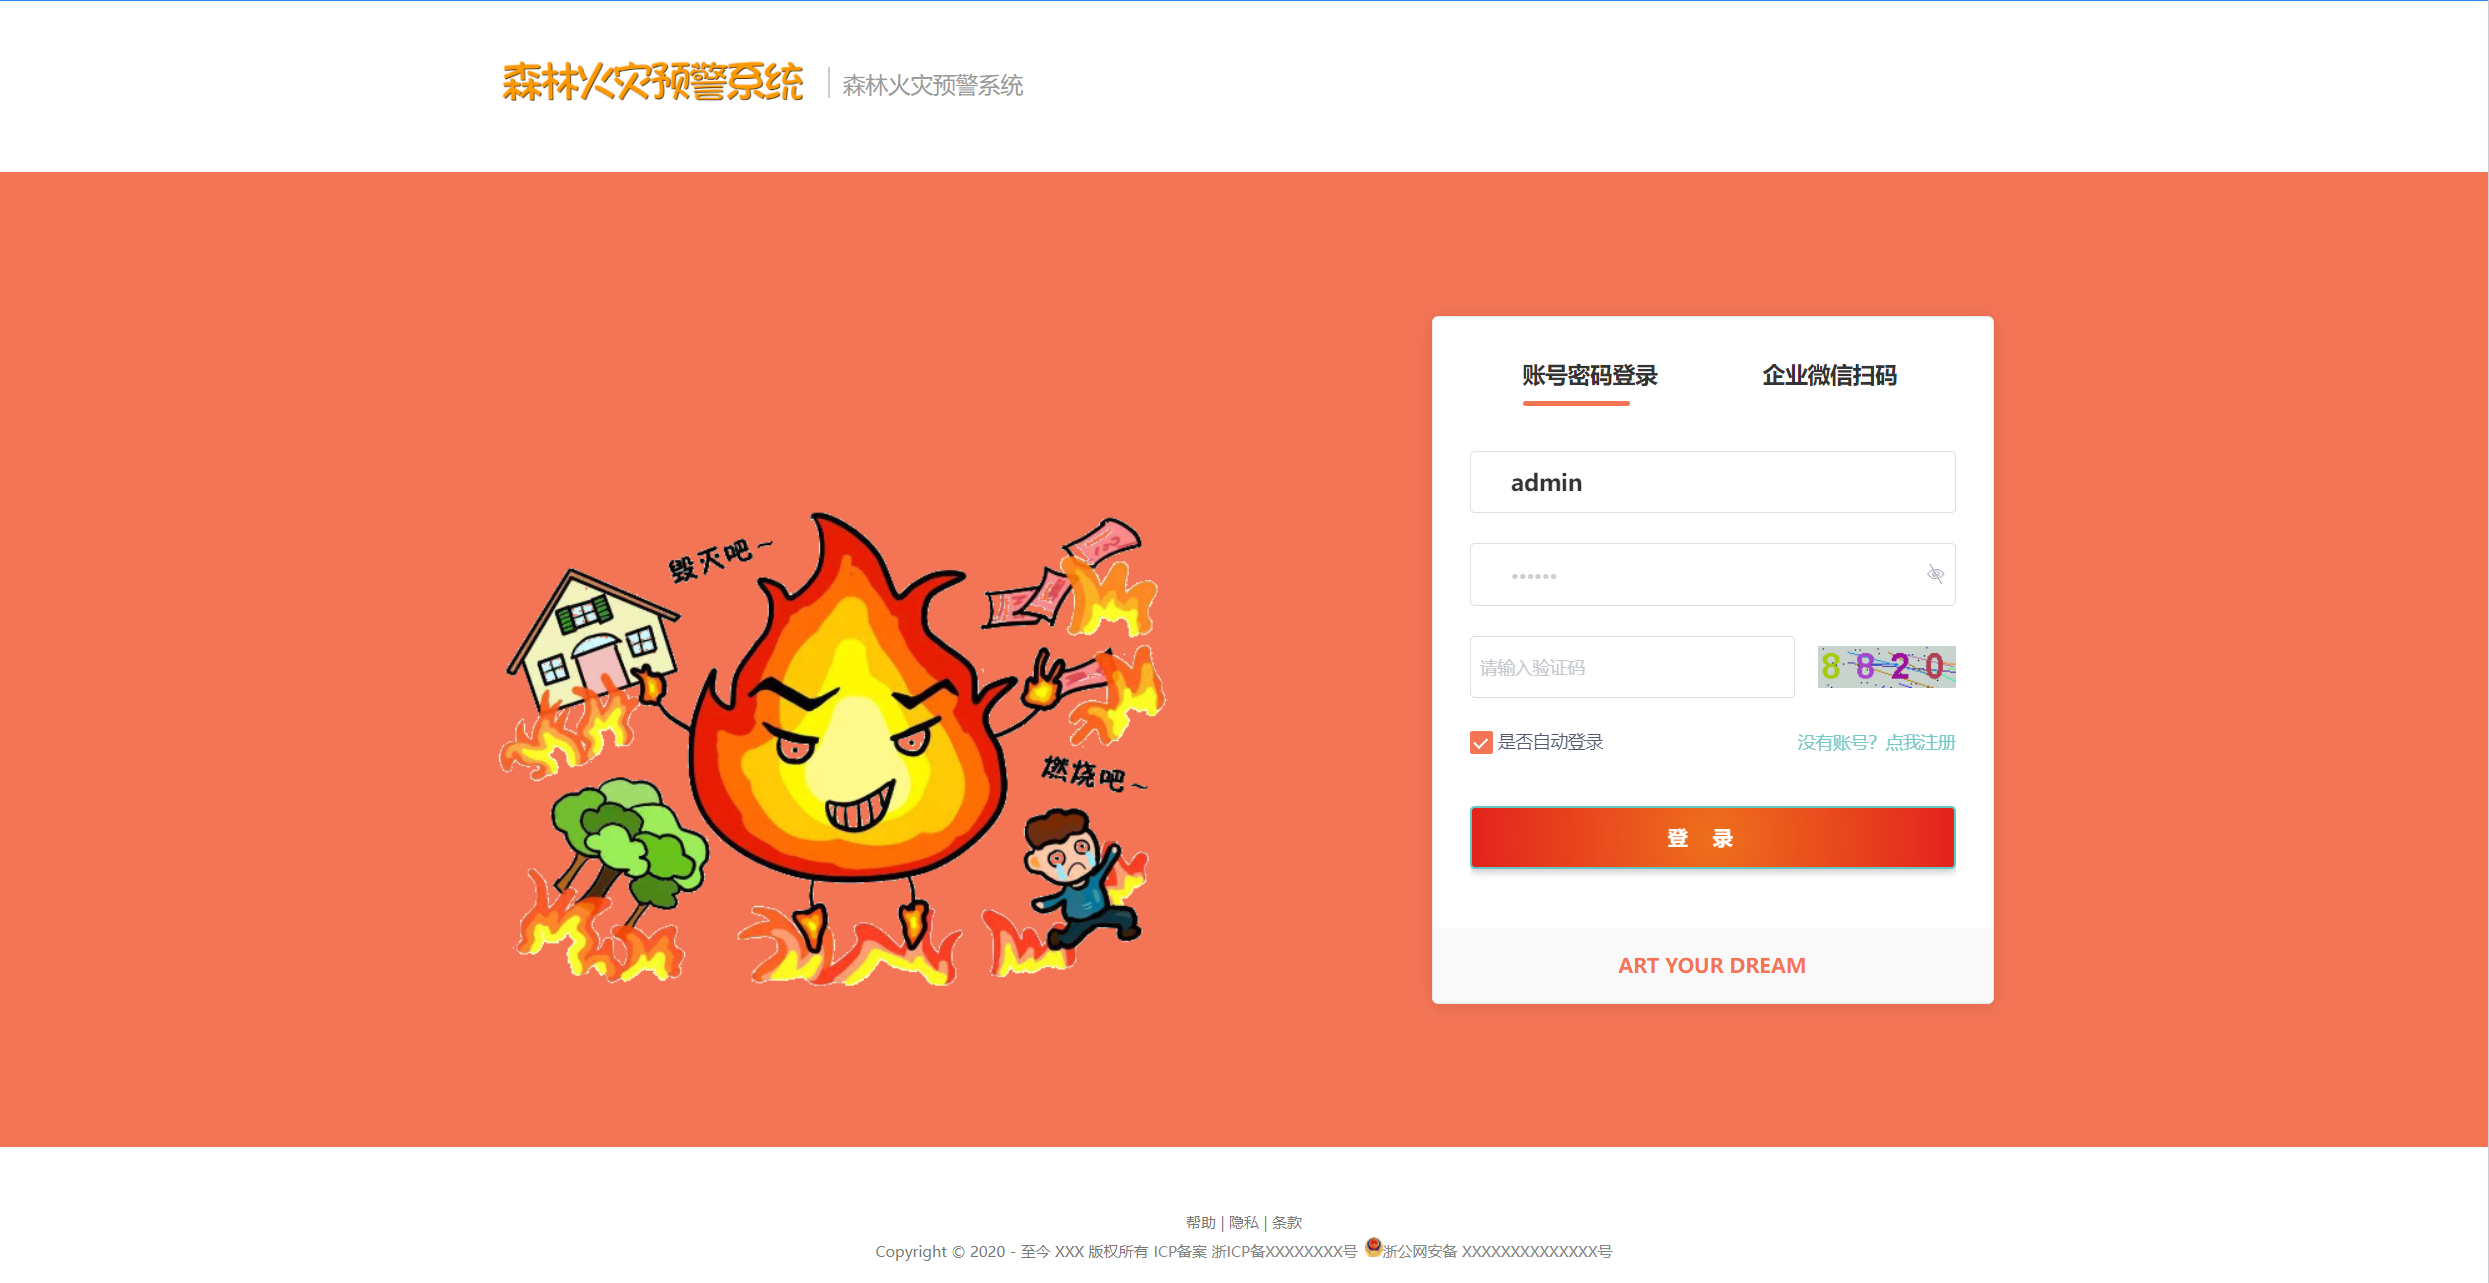 森林火灾预警系统
森林火灾预警系统
毁灭吧~
燃烧吧~
账号密码登录
企业微信扫码
admin
••••••
请输入验证码
8820
是否自动登录
没有账号？点我注册
登 录
ART YOUR DREAM
帮助 | 隐私 | 条款
Copyright © 2020 - 至今 XXX 版权所有 ICP备案 浙ICP备XXXXXXXX号 浙公网安备 XXXXXXXXXXXXXX号